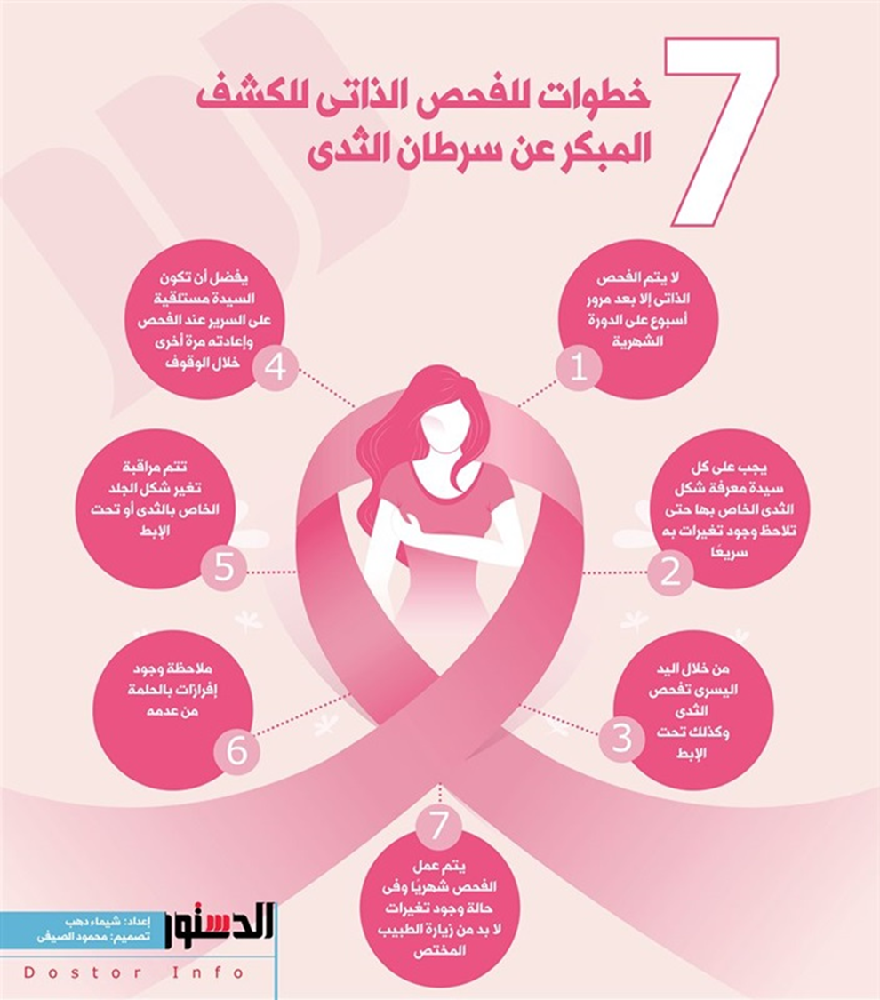 7
خطوات للفحص الذاتى للكشف
المبكر عن سرطان الثدى
لا يتم الفحص
الذاتى إلا بعد مرور
أسبوع على الدورة
الشهرية
1
يجب على كل
سيدة معرفة شكل
الثدى الخاص بها حتى
تلاحظ وجود تغيرات به
سريعًا
2
من خلال اليد
اليسرى تفحص
الثدى
وكذلك تحت
الإبط
3
يفضل أن تكون
السيدة مستلقية
على السرير عند الفحص
وإعادته مرة أخرى
خلال الوقوف
4
تتم مراقبة
تغير شكل الجلد
الخاص بالثدى أو تحت
الإبط
5
ملاحظة وجود
إفرازات بالحلمة
من عدمه
6
7
يتم عمل
الفحص شهريًا وفى
حالة وجود تغيرات
لا بد من زيارة الطبيب
المختص
الدستور
إعداد: شيماء دهب
تصميم: محمود الصيفى
Dostor Info